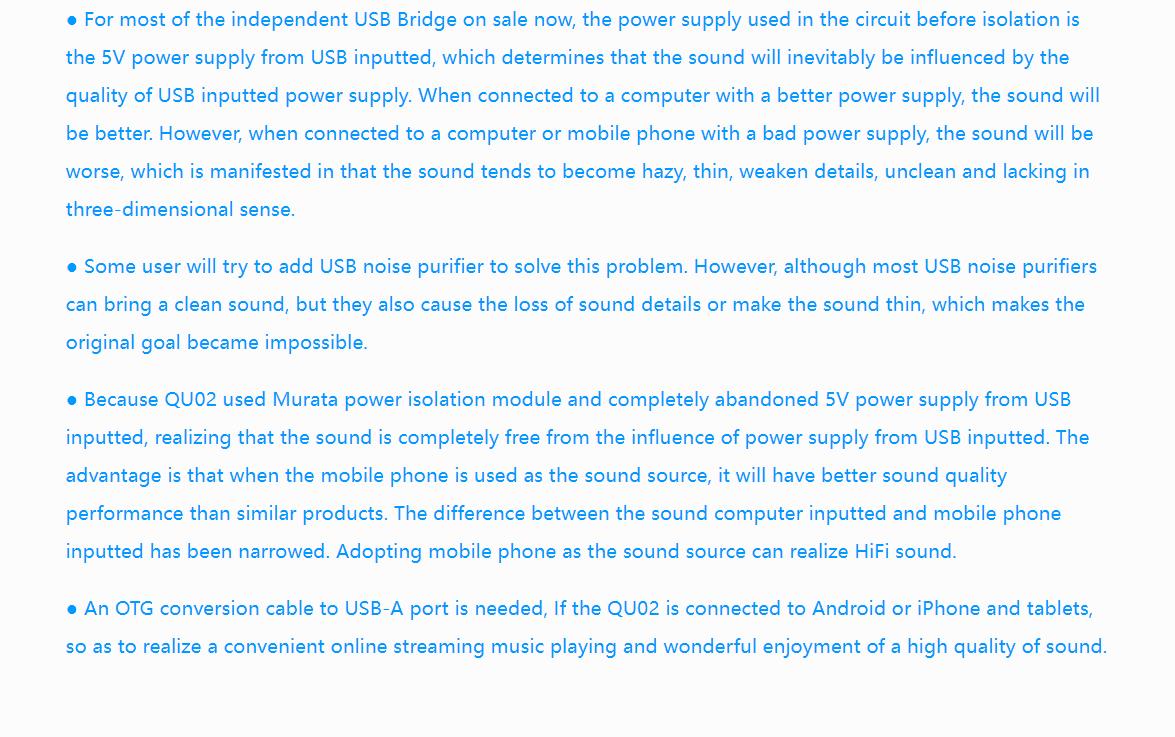 ● For most of the independent USB Bridge on sale now, the power supply used in the circuit before isolation is
the 5V power supply from USB inputted, which determines that the sound will inevitably be influenced by the
quality of USB inputted power supply. When connected to a computer with a better power supply, the sound will
be better. However, when connected to a computer or mobile phone with a bad power supply, the sound will be
worse, which is manifested in that the sound tends to become hazy, thin, weaken details, unclean and lacking in
three-dimensional sense.
● Some user will try to add USB noise purifier to solve this problem. However, although most USB noise purifiers
can bring a clean sound, but they also cause the loss of sound details or make the sound thin, which makes the
original goal became impossible.
● Because QU02 used Murata power isolation module and completely abandoned 5V power supply from USB
inputted, realizing that the sound is completely free from the influence of power supply from USB inputted. The
advantage is that when the mobile phone is used as the sound source, it will have better sound quality
performance than similar products. The difference between the sound computer inputted and mobile phone
inputted has been narrowed. Adopting mobile phone as the sound source can realize HiFi sound.
● An OTG conversion cable to USB-A port is needed, If the QU02 is connected to Android or iPhone and tablets,
so as to realize a convenient online streaming music playing and wonderful enjoyment of a high quality of sound.